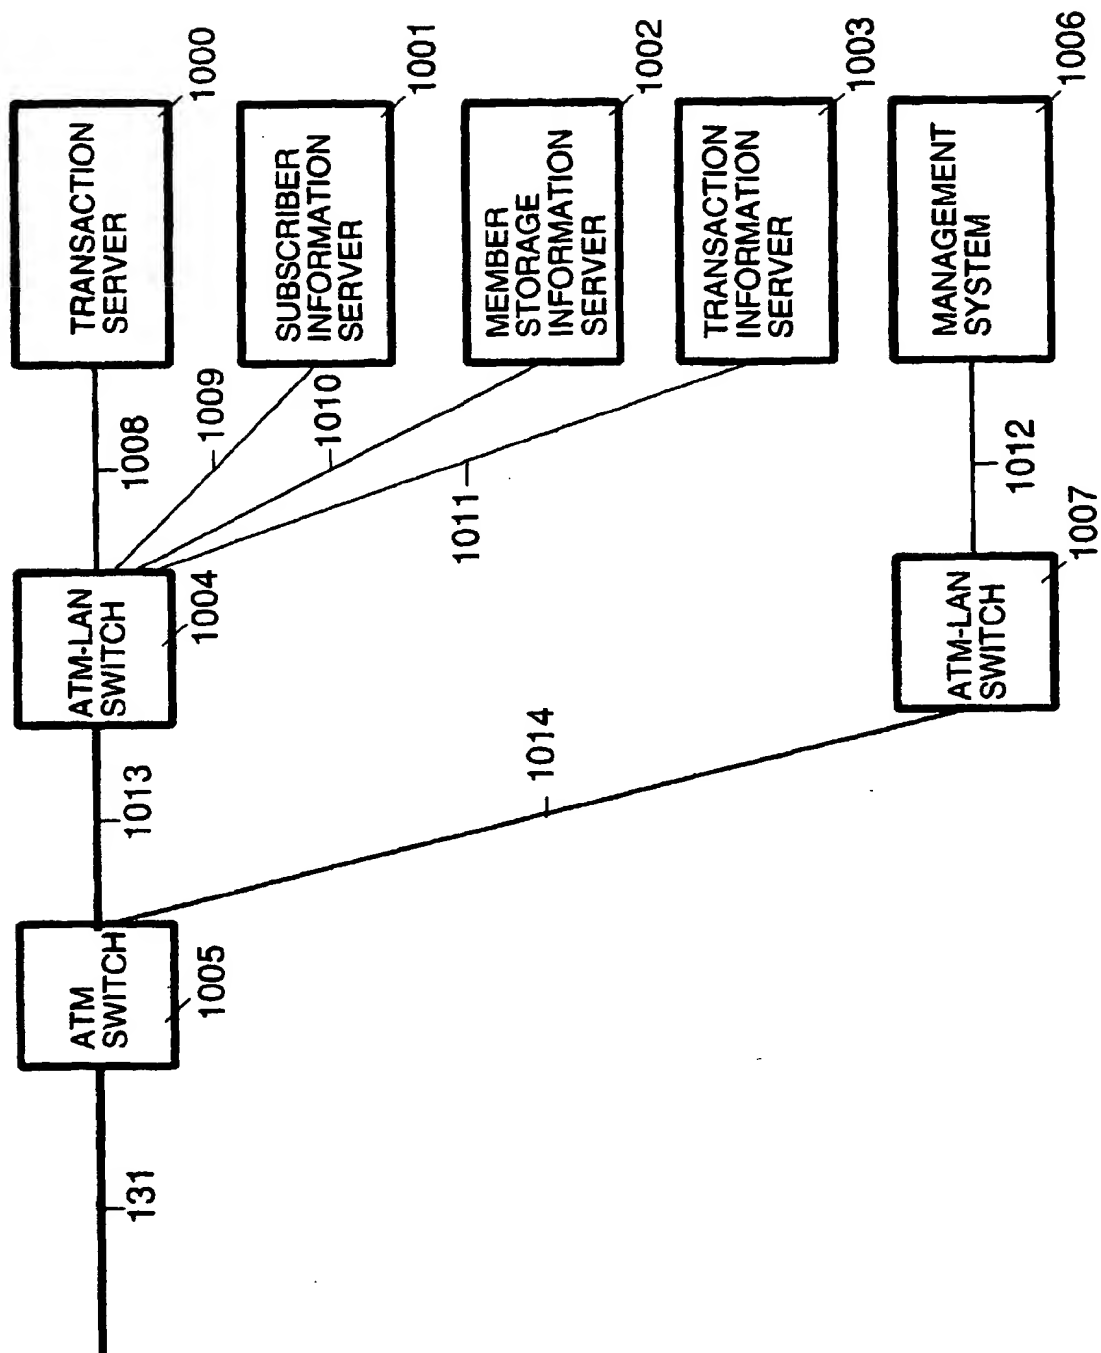 TRANSACTION
SERVER
1000
SUBSCRIBER
INFORMATION
SERVER
1001
MEMBER
STORAGE
INFORMATION
SERVER
1002
TRANSACTION
INFORMATION
SERVER
1003
MANAGEMENT
SYSTEM
1006
1008
1009
1010
1011
1012
ATM-LAN
SWITCH
1004
ATM-LAN
SWITCH
1007
1013
1014
ATM
SWITCH
1005
131